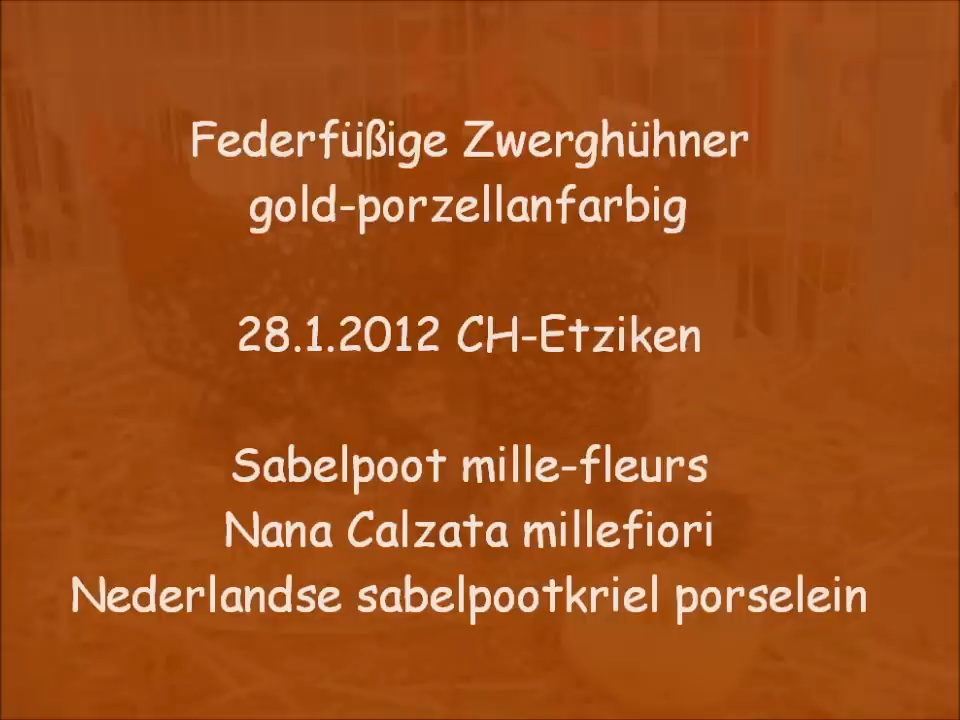 Federfüßige Zwerghühner
gold-porzellanfarbig
28.1.2012 CH-Etziken
Sabelpoot mille-fleurs
Nana Calzata millefiori
Nederlandse sabelpootkriel porselein